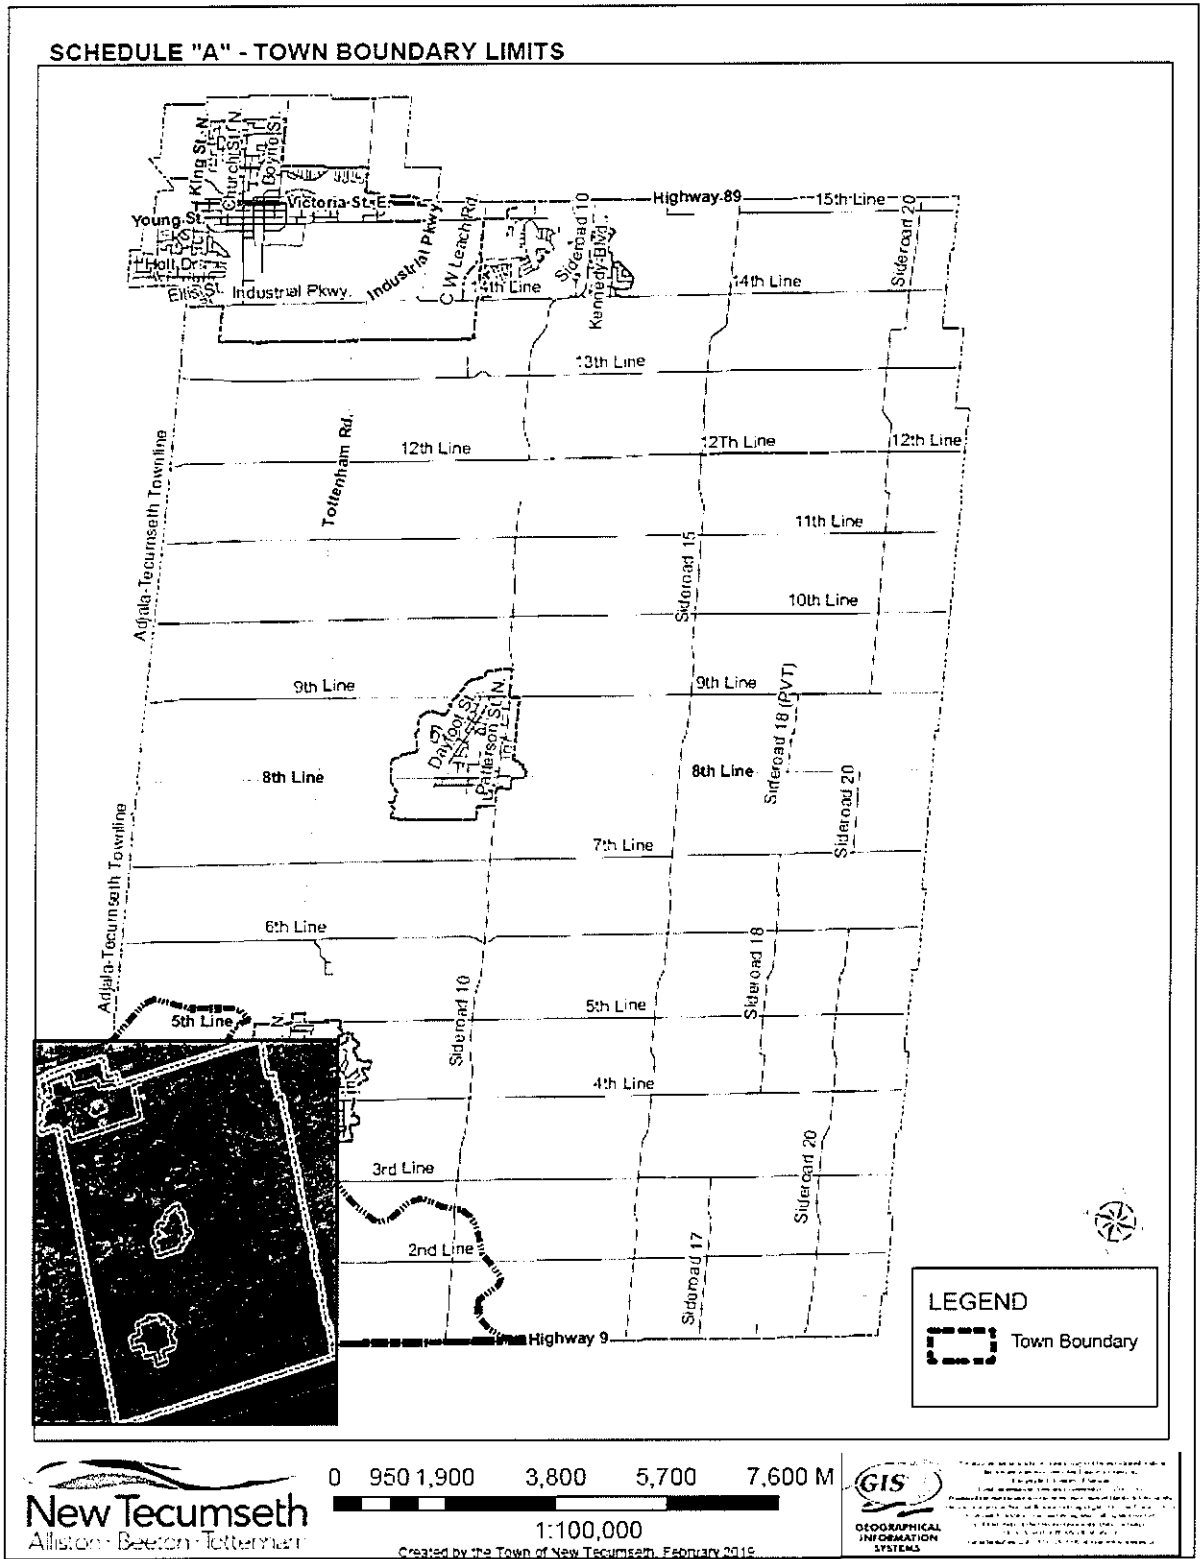 SCHEDULE "A" - TOWN BOUNDARY LIMITS
King St. N
Church St. N
Boyne St.
Victoria St. E
Young St.
Holt Dr.
Ellis St.
Industrial Pkwy.
Industrial Pkwy
C W Leach Rd
Sideroad 10
Kennedy Blvd
Highway 89
15th Line
Sideroad 20
14th Line
13th Line
12th Line
12Th Line
12th Line
Tottenham Rd.
Adjala-Tecumseth Townline
11th Line
Sideroad 15
10th Line
9th Line
9th Line
Dayfoot St.
Patterson St. N.
Sideroad 18 (PVT)
8th Line
8th Line
Sideroad 20
7th Line
Adjala-Tecumseth Townline
6th Line
Sideroad 18
Sideroad 10
5th Line
5th Line
N
4th Line
3rd Line
Sideroad 20
2nd Line
Sideroad 17
Highway 9
LEGEND
Town Boundary
New Tecumseth
Alliston - Beeton - Tottenham
0 950 1,900 3,800 5,700 7,600 M
1:100,000
Created by the Town of New Tecumseth, February 2019
GIS
GEOGRAPHICAL
INFORMATION
SYSTEMS